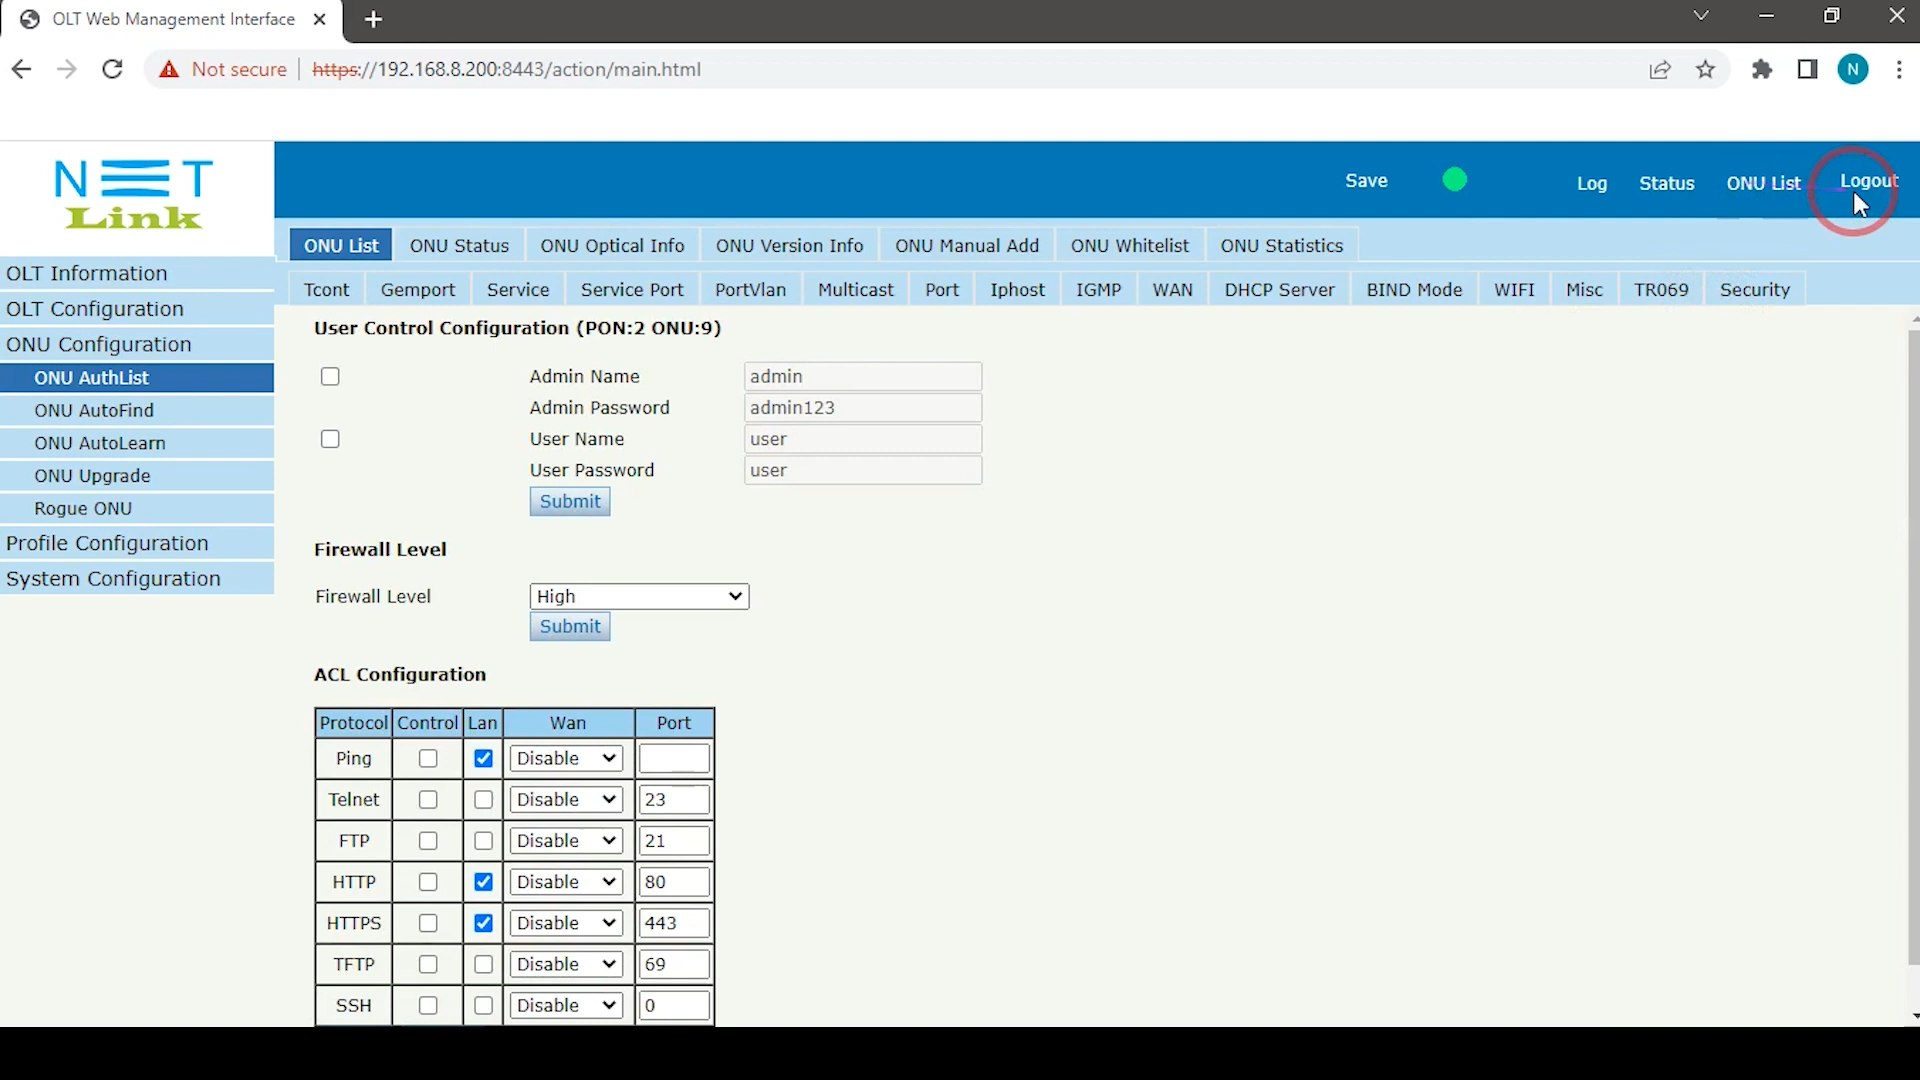 OLT Web Management Interface
Not secure https://192.168.8.200:8443/action/main.html
N
NET
Link
Save Log Status ONU List Logout
ONU List ONU Status ONU Optical Info ONU Version Info ONU Manual Add ONU Whitelist ONU Statistics
Tcont Gemport Service Service Port PortVlan Multicast Port Iphost IGMP WAN DHCP Server BIND Mode WIFI Misc TR069 Security
OLT Information
OLT Configuration
ONU Configuration
ONU AuthList
ONU AutoFind
ONU AutoLearn
ONU Upgrade
Rogue ONU
Profile Configuration
System Configuration
User Control Configuration (PON:2 ONU:9)
Admin Name admin
Admin Password admin123
User Name user
User Password user
Submit
Firewall Level
Firewall Level High
Submit
ACL Configuration
Protocol Control Lan Wan Port
Ping Disable
Telnet Disable 23
FTP Disable 21
HTTP Disable 80
HTTPS Disable 443
TFTP Disable 69
SSH Disable 0